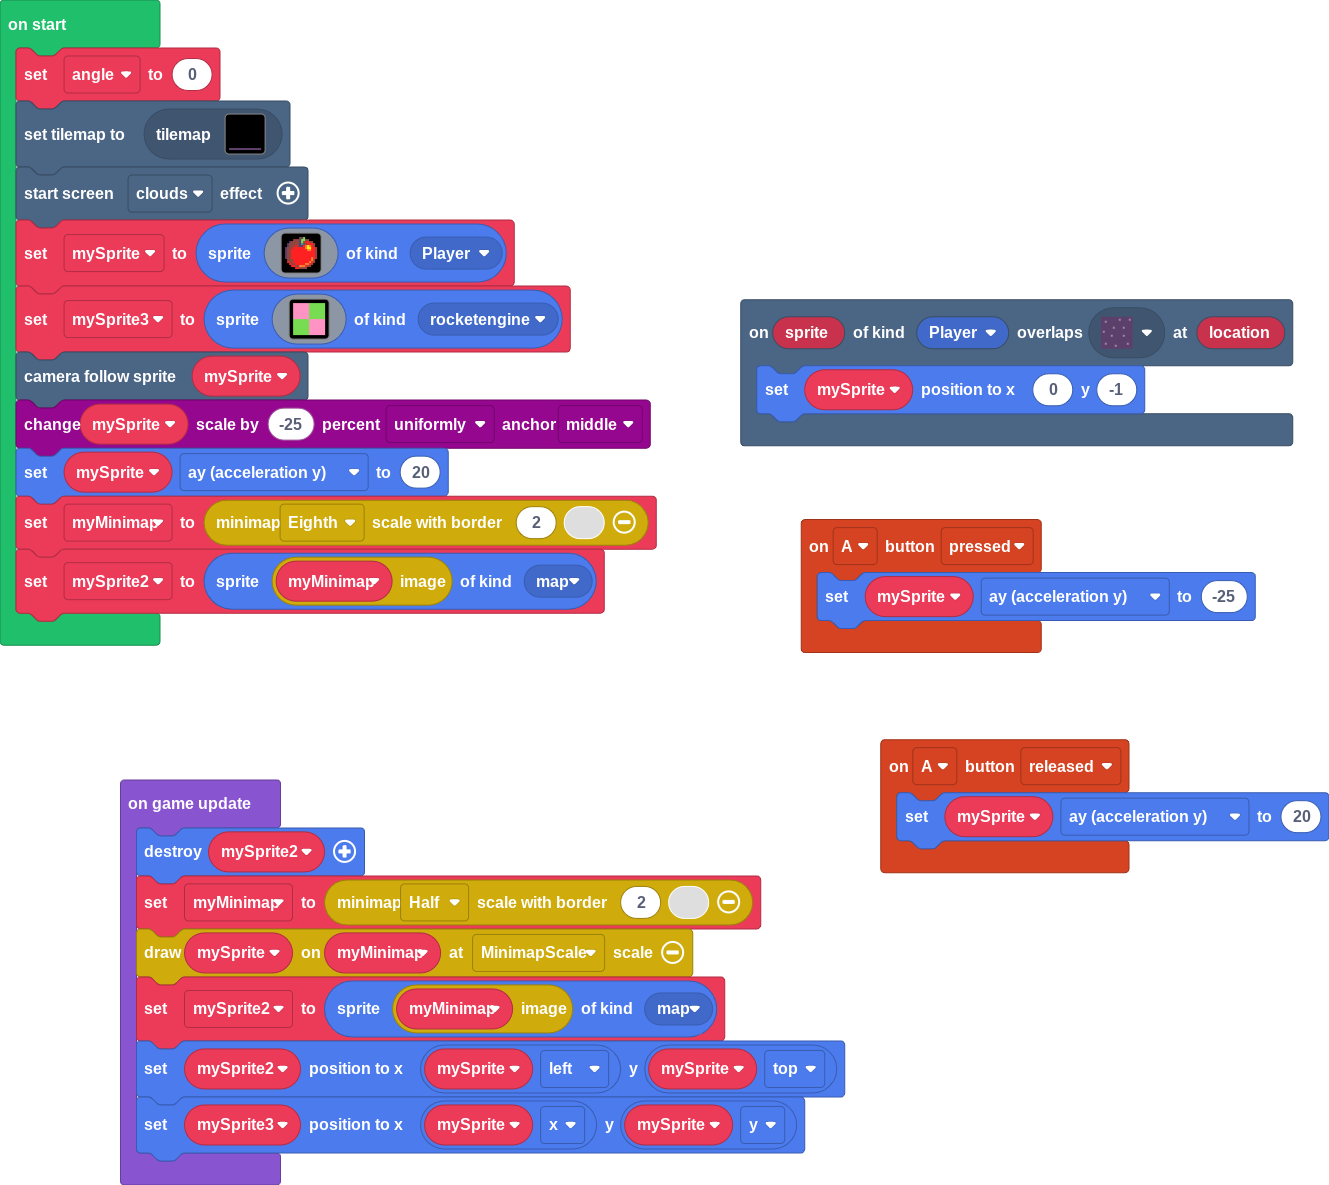 on start
set angle to 0
set tilemap to tilemap
start screen clouds effect
set mySprite to sprite of kind Player
set mySprite3 to sprite of kind rocketengine
camera follow sprite mySprite
change mySprite scale by -25 percent uniformly anchor middle
set mySprite ay (acceleration y) to 20
set myMinimap to minimap Eighth scale with border 2
set mySprite2 to sprite myMinimap image of kind map
on sprite of kind Player overlaps at location
set mySprite position to x 0 y -1
on A button pressed
set mySprite ay (acceleration y) to -25
on A button released
set mySprite ay (acceleration y) to 20
on game update
destroy mySprite2
set myMinimap to minimap Half scale with border 2
draw mySprite on myMinimap at MinimapScale scale
set mySprite2 to sprite myMinimap image of kind map
set mySprite2 position to x mySprite left y mySprite top
set mySprite3 position to x mySprite x y mySprite y